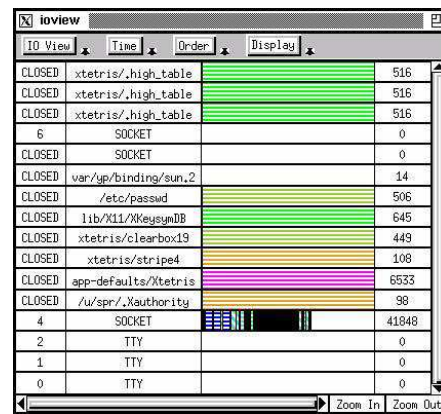 X ioview
IO View Time Order Display
CLOSED xtetris/.high_table 516
CLOSED xtetris/.high_table 516
CLOSED xtetris/.high_table 516
6 SOCKET 0
CLOSED SOCKET 0
CLOSED var/yp/binding/sun.2 14
CLOSED /etc/passwd 506
CLOSED lib/X11/XKeysymDB 645
CLOSED xtetris/clearbox19 449
CLOSED xtetris/stripe4 108
CLOSED app-defaults/Xtetris 6533
CLOSED /u/spr/.Xauthority 98
4 SOCKET 41848
2 TTY 0
1 TTY 0
0 TTY 0
Zoom In Zoom Out